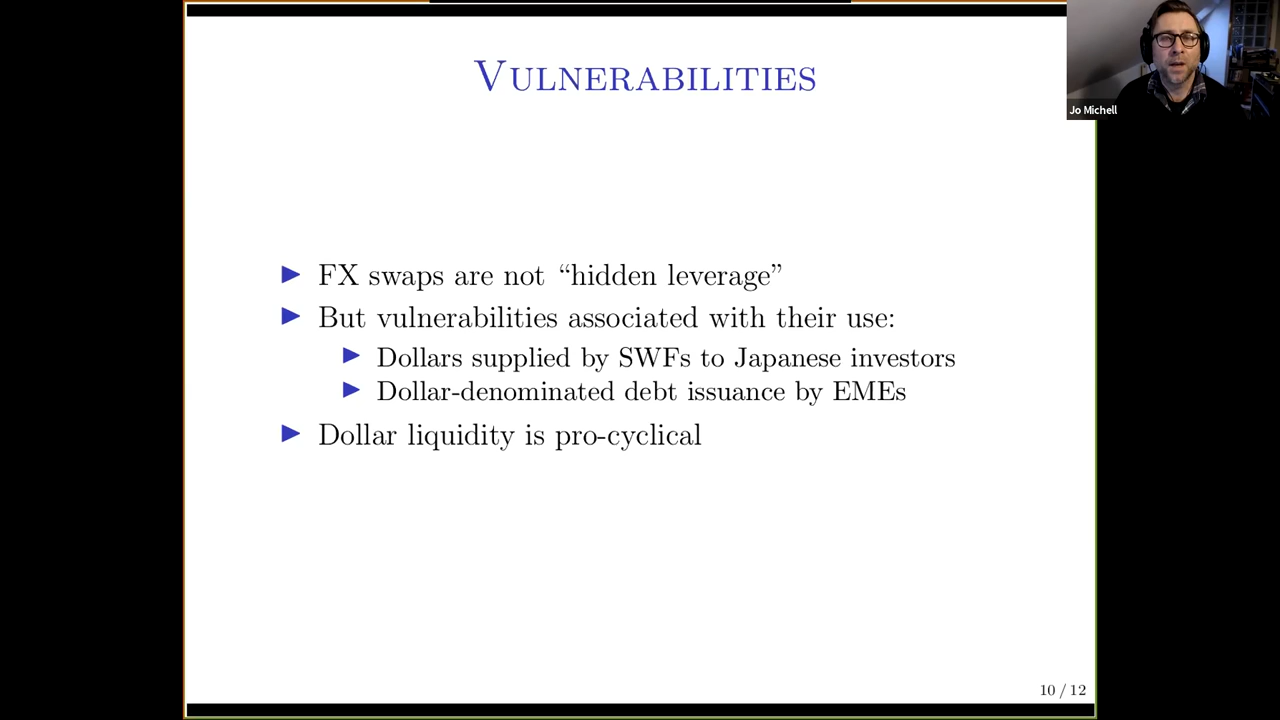 VULNERABILITIES
Jo Michell
▶ FX swaps are not “hidden leverage”
▶ But vulnerabilities associated with their use:
▶ Dollars supplied by SWFs to Japanese investors
▶ Dollar-denominated debt issuance by EMEs
▶ Dollar liquidity is pro-cyclical
10 / 12